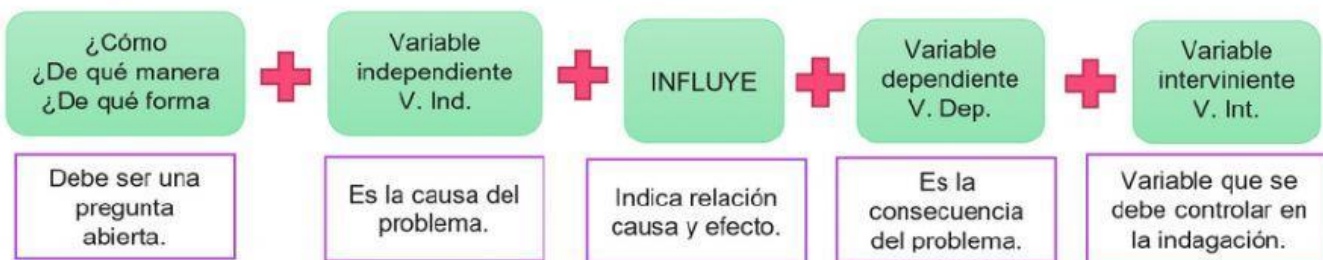 ¿Cómo
¿De qué manera
¿De qué forma
Variable
independiente
V. Ind.
INFLUYE
Variable
dependiente
V. Dep.
Variable
interviniente
V. Int.
Debe ser una
pregunta
abierta.
Es la causa del
problema.
Indica relación
causa y efecto.
Es la
consecuencia
del problema.
Variable que se
debe controlar en
la indagación.